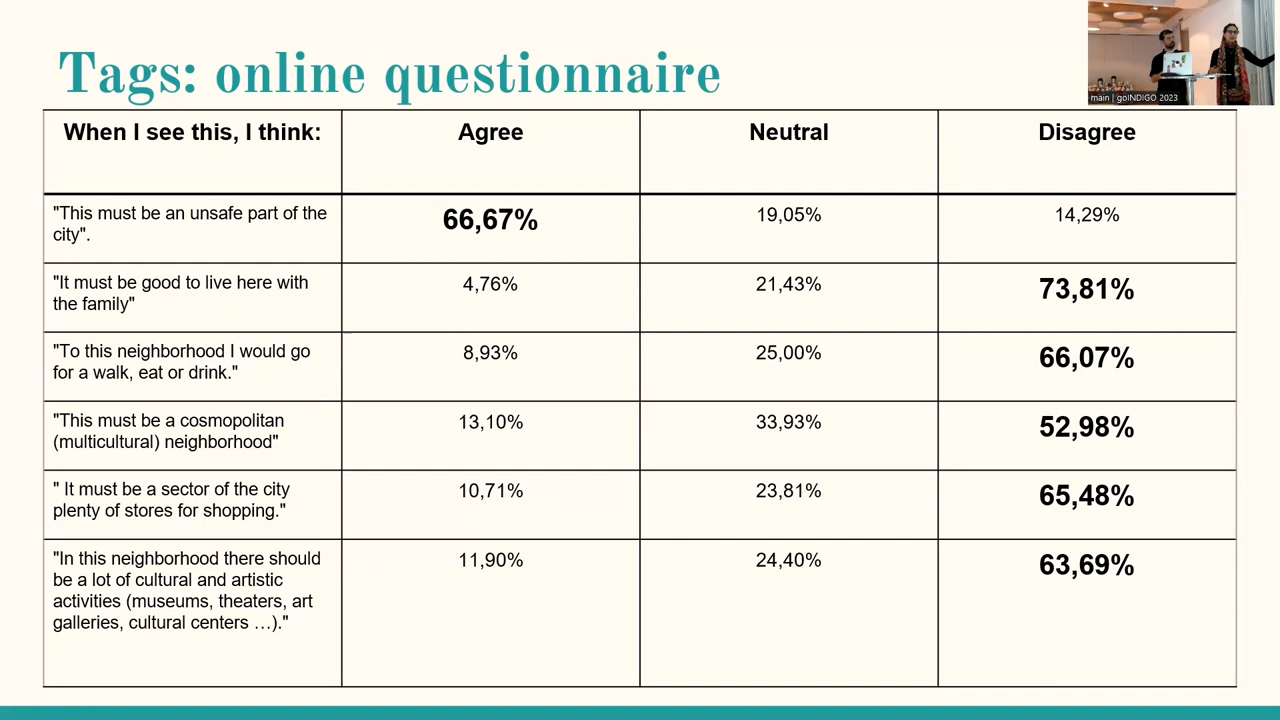 Tags: online questionnaire
main | goINDIGO 2023
When I see this, I think:
Agree
Neutral
Disagree
"This must be an unsafe part of the
city".
66,67%
19,05%
14,29%
"It must be good to live here with
the family"
4,76%
21,43%
73,81%
"To this neighborhood I would go
for a walk, eat or drink."
8,93%
25,00%
66,07%
"This must be a cosmopolitan
(multicultural) neighborhood"
13,10%
33,93%
52,98%
" It must be a sector of the city
plenty of stores for shopping."
10,71%
23,81%
65,48%
"In this neighborhood there should
be a lot of cultural and artistic
activities (museums, theaters, art
galleries, cultural centers …)."
11,90%
24,40%
63,69%